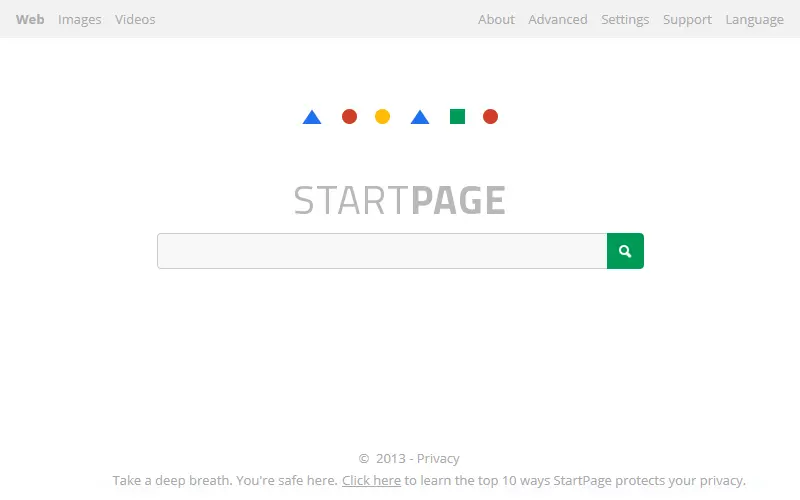 Web Images Videos About Advanced Settings Support Language
STARTPAGE
© 2013 - Privacy
Take a deep breath. You're safe here. Click here to learn the top 10 ways StartPage protects your privacy.